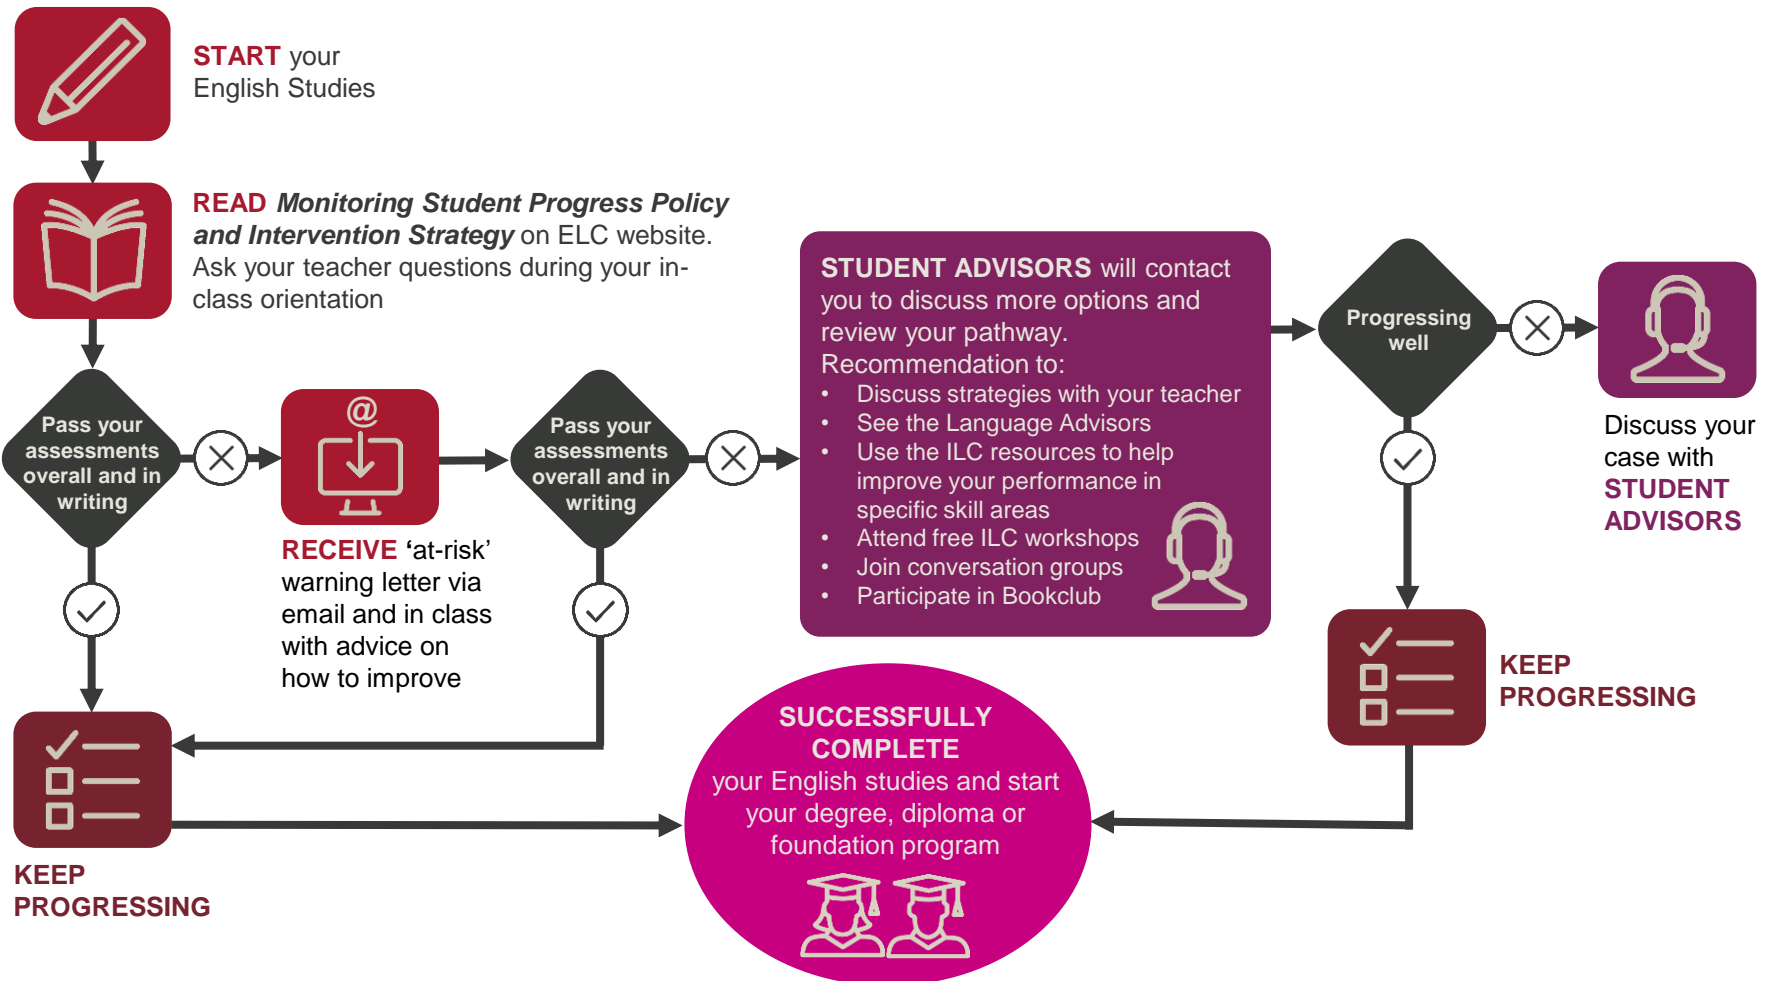 START your
English Studies
READ Monitoring Student Progress Policy
and Intervention Strategy on ELC website.
Ask your teacher questions during your in-
class orientation
Pass your
assessments
overall and in
writing
@
RECEIVE ‘at-risk’
warning letter via
email and in class
with advice on
how to improve
Pass your
assessments
overall and in
writing
STUDENT ADVISORS will contact
you to discuss more options and
review your pathway.
Recommendation to:
• Discuss strategies with your teacher
• See the Language Advisors
• Use the ILC resources to help
improve your performance in
specific skill areas
• Attend free ILC workshops
• Join conversation groups
• Participate in Bookclub
Progressing
well
Discuss your
case with
STUDENT
ADVISORS
KEEP
PROGRESSING
KEEP
PROGRESSING
SUCCESSFULLY
COMPLETE
your English studies and start
your degree, diploma or
foundation program